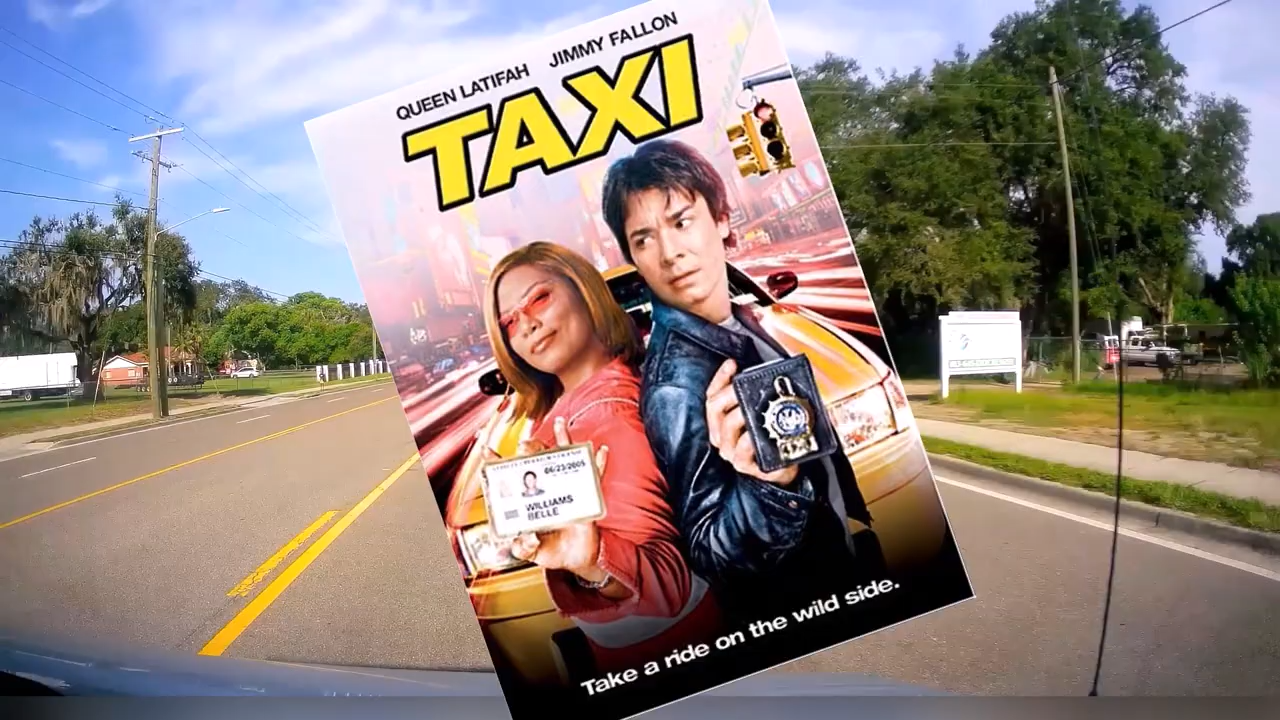 QUEEN LATIFAH JIMMY FALLON
TAXI
06/23/2005
WILLIAMS
BELLE
Take a ride on the wild side.